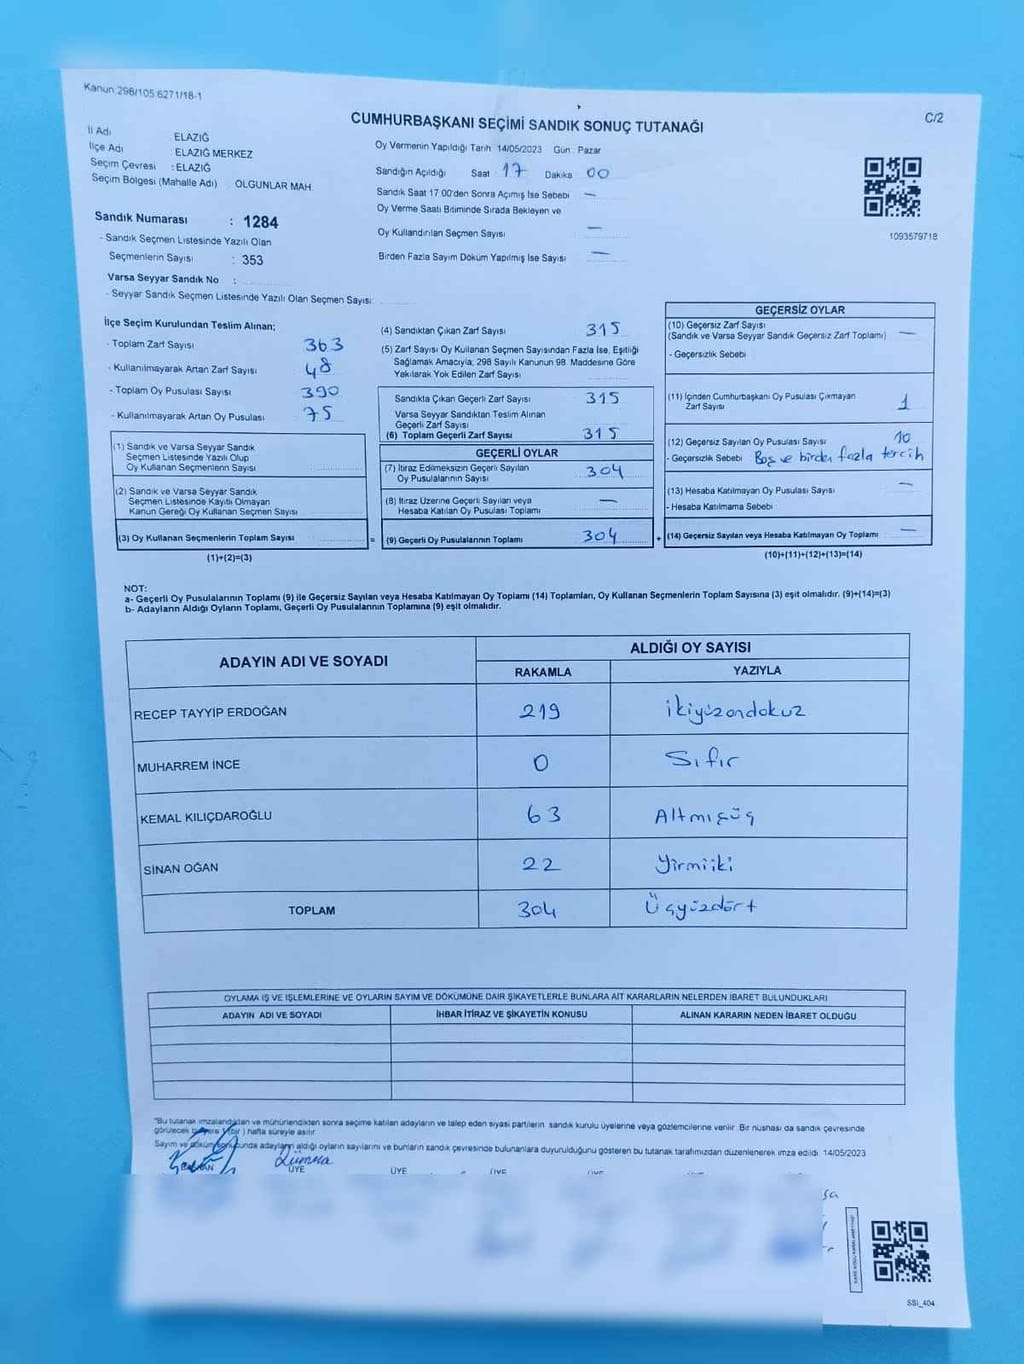 Kanun:298/105:6271/18-1
CUMHURBAŞKANI SEÇİMİ SANDIK SONUÇ TUTANAĞI
C/2
İl Adı ELAZIĞ
İlçe Adı : ELAZIĞ MERKEZ
Seçim Çevresi : ELAZIĞ
Seçim Bölgesi (Mahalle Adı) OLGUNLAR MAH
Sandık Numarası : 1284
- Sandık Seçmen Listesinde Yazılı Olan
Seçmenlerin Sayısı : 353
Varsa Seyyar Sandık No :
- Seyyar Sandık Seçmen Listesinde Yazılı Olan Seçmen Sayısı:
Oy Vermenin Yapıldığı Tarih 14/05/2023 Gün : Pazar
Sandığın Açıldığı Saat 17 Dakika 00
Sandık Saat 17.00'den Sonra Açımış İse Sebebi —
Oy Verme Saati Bitiminde Sırada Bekleyen ve
Oy Kullandırılan Seçmen Sayısı —
Birden Fazla Sayım Döküm Yapılmış İse Sayısı —
1093579718
İlçe Seçim Kurulundan Teslim Alınan;
- Toplam Zarf Sayısı 363
- Kullanılmayarak Artan Zarf Sayısı 48
- Toplam Oy Pusulası Sayısı 390
- Kullanılmayarak Artan Oy Pusulası 75
(1) Sandık ve Varsa Seyyar Sandık
Seçmen Listesinde Yazılı Olup
Oy Kullanan Seçmenlerin Sayısı
(2) Sandık ve Varsa Seyyar Sandık
Seçmen Listesinde Kayıtlı Olmayan
Kanun Gereği Oy Kullanan Seçmen Sayısı
(3) Oy Kullanan Seçmenlerin Toplam Sayısı
(1)+(2)=(3)
=
(4) Sandıktan Çıkan Zarf Sayısı 315
(5) Zarf Sayısı Oy Kullanan Seçmen Sayısından Fazla İse, Eşitliği
Sağlamak Amacıyla; 298 Sayılı Kanunun 98. Maddesine Göre
Yakılarak Yok Edilen Zarf Sayısı
Sandıkta Çıkan Geçerli Zarf Sayısı 315
Varsa Seyyar Sandıktan Teslim Alınan
Geçerli Zarf Sayısı
(6) Toplam Geçerli Zarf Sayısı 315
GEÇERLİ OYLAR
(7) İtiraz Edilmeksizin Geçerli Sayılan
Oy Pusulalarının Sayısı 304
(8) İtiraz Üzerine Geçerli Sayılan veya
Hesaba Katılan Oy Pusulası Toplamı —
(9) Geçerli Oy Pusulalarının Toplamı 304
+
GEÇERSİZ OYLAR
(10) Geçersiz Zarf Sayısı
(Sandık ve Varsa Seyyar Sandık Geçersiz Zarf Toplamı) —
- Geçersizlik Sebebi
(11) İçinden Cumhurbaşkanı Oy Pusulası Çıkmayan
Zarf Sayısı 1
(12) Geçersiz Sayılan Oy Pusulası Sayısı 10
- Geçersizlik Sebebi Boş ve birden fazla tercih
(13) Hesaba Katılmayan Oy Pusulası Sayısı —
- Hesaba Katılmama Sebebi
(14) Geçersiz Sayılan veya Hesaba Katılmayan Oy Toplamı —
(10)+(11)+(12)+(13)=(14)
NOT:
a- Geçerli Oy Pusulalarının Toplamı (9) ile Geçersiz Sayılan veya Hesaba Katılmayan Oy Toplamı (14) Toplamları, Oy Kullanan Seçmenlerin Toplam Sayısına (3) eşit olmalıdır. (9)+(14)=(3)
b- Adayların Aldığı Oyların Toplamı, Geçerli Oy Pusulalarının Toplamına (9) eşit olmalıdır.
ADAYIN ADI VE SOYADI ALDIĞI OY SAYISI
RAKAMLA YAZIYLA
RECEP TAYYİP ERDOĞAN 219 ikiyüzondokuz
MUHARREM İNCE 0 Sıfır
KEMAL KILIÇDAROĞLU 63 Altmışüç
SİNAN OĞAN 22 Yirmiiki
TOPLAM 304 Üçyüzdört
OYLAMA İŞ VE İŞLEMLERİNE VE OYLARIN SAYIM VE DÖKÜMÜNE DAİR ŞİKAYETLERLE BUNLARA AİT KARARLARIN NELERDEN İBARET BULUNDUKLARI
ADAYIN ADI VE SOYADI İHBAR İTİRAZ VE ŞİKAYETİN KONUSU ALINAN KARARIN NEDEN İBARET OLDUĞU
"Bu tutanak imzalandıktan ve mühürlendikten sonra seçime katılan adayların ve talep eden siyasi partilerin sandık kurulu üyelerine veya gözlemcilerine verilir. Bir nüshası da sandık çevresinde
görülecek bir yere 1 (bir) hafta süreyle asılır
Sayım ve döküm sonucunda adayların aldığı oyların sayılarını ve bunların sandık çevresinde bulunanlara duyurulduğunu gösteren bu tutanak tarafımızdan düzenlenerek imza edildi 14/05/2023
BAŞKAN ÜYE ÜYE ÜYE ÜYE
SSİ_404